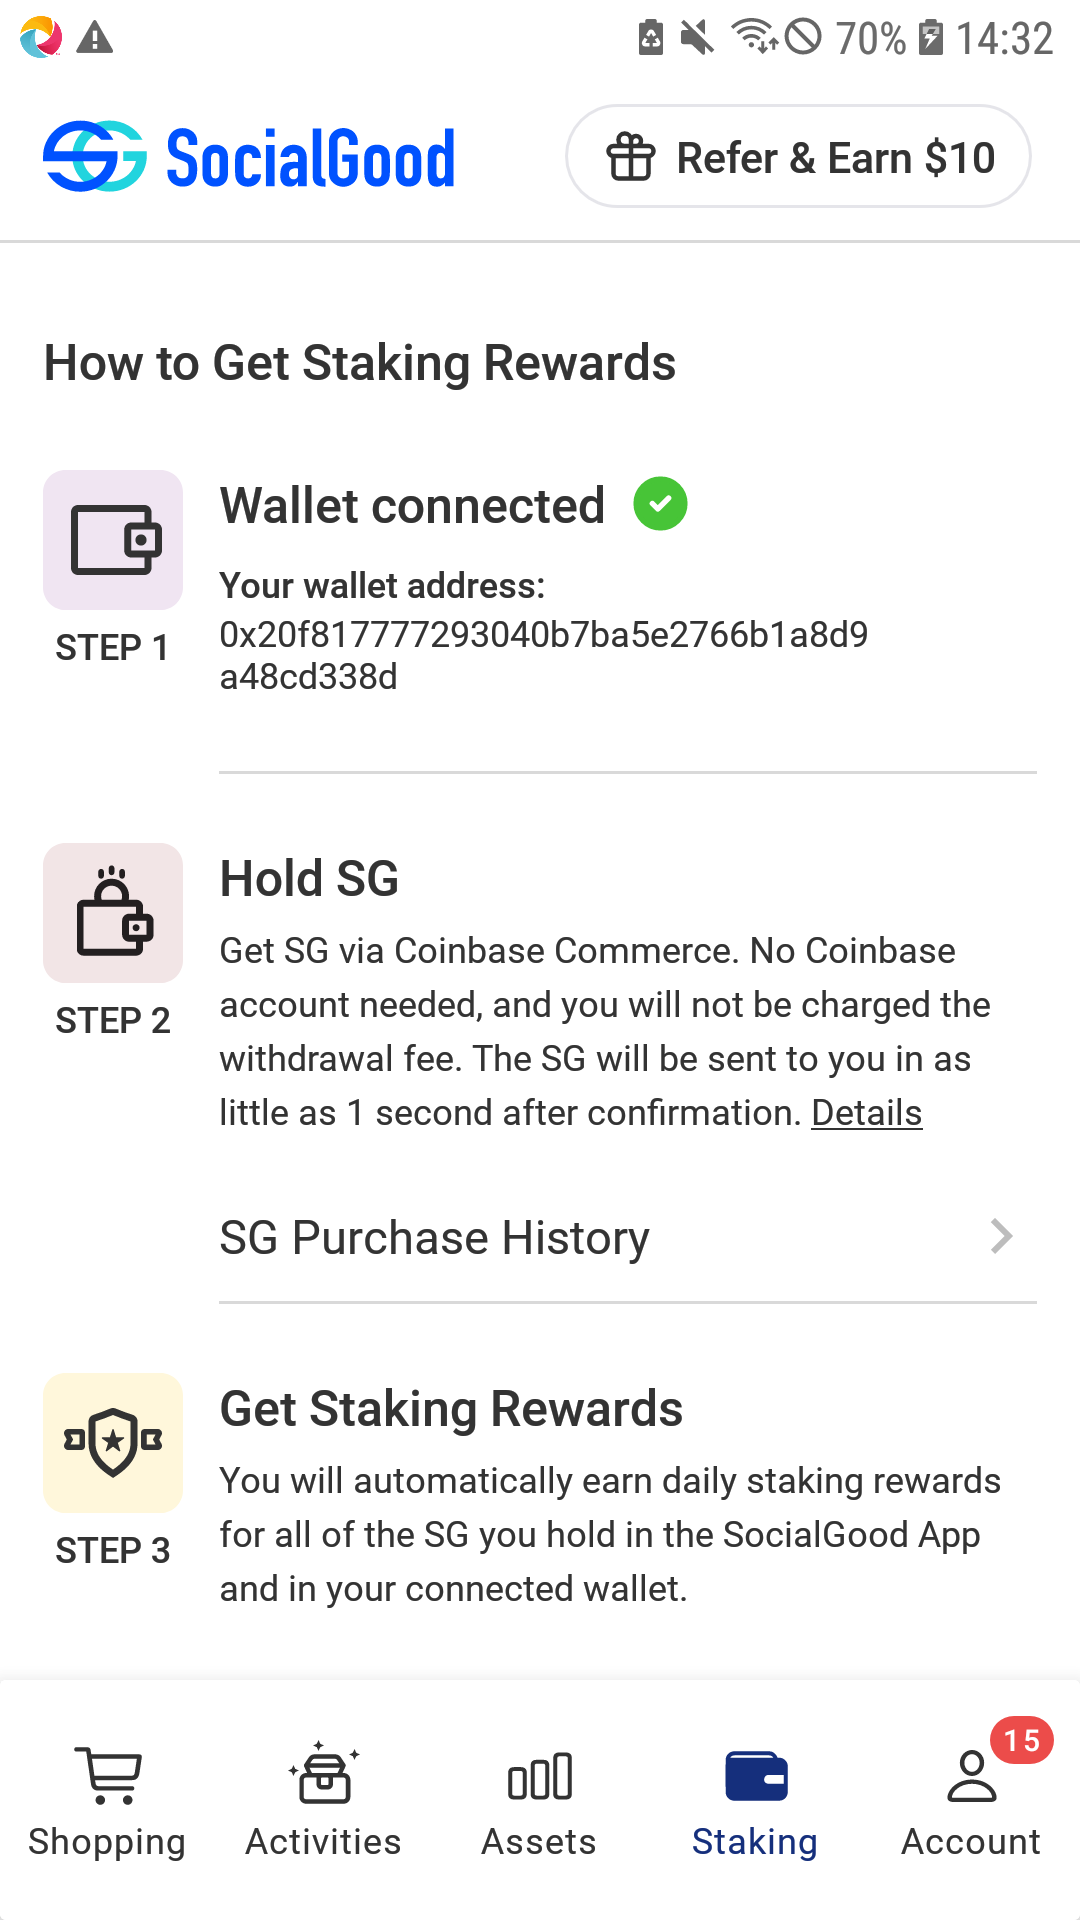 70% 14:32
SocialGood
Refer & Earn $10
How to Get Staking Rewards
Wallet connected
Your wallet address:
0x20f817777293040b7ba5e2766b1a8d9
a48cd338d
STEP 1
Hold SG
Get SG via Coinbase Commerce. No Coinbase
account needed, and you will not be charged the
withdrawal fee. The SG will be sent to you in as
little as 1 second after confirmation. Details
STEP 2
SG Purchase History
Get Staking Rewards
You will automatically earn daily staking rewards
for all of the SG you hold in the SocialGood App
and in your connected wallet.
STEP 3
15
Shopping
Activities
Assets
Staking
Account